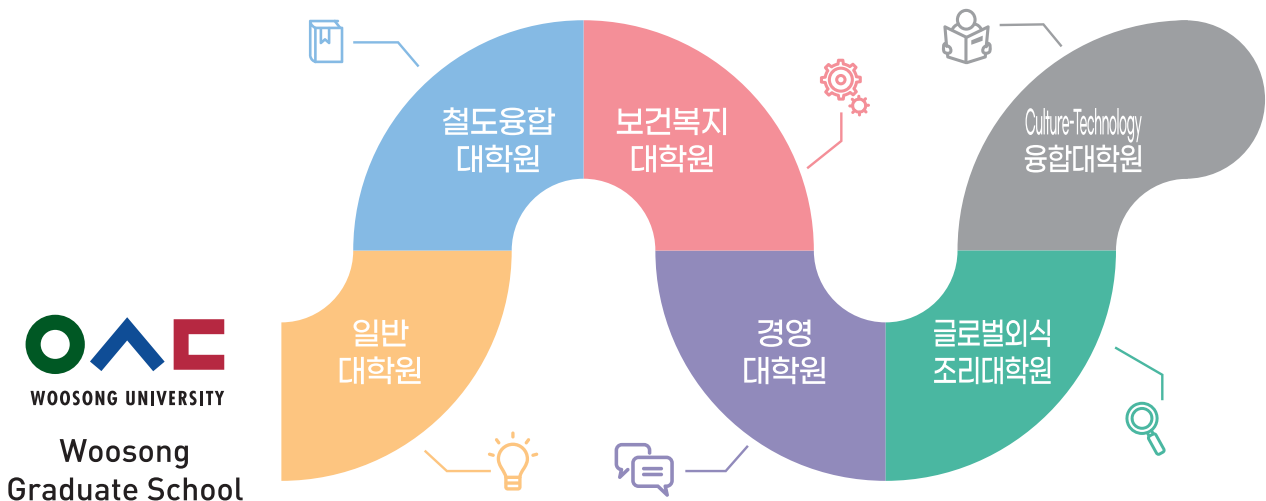 철도융합
대학원
보건복지
대학원
Culture-Technology
융합대학원
일반
대학원
경영
대학원
글로벌외식
조리대학원
WOOSONG UNIVERSITY
Woosong
Graduate School